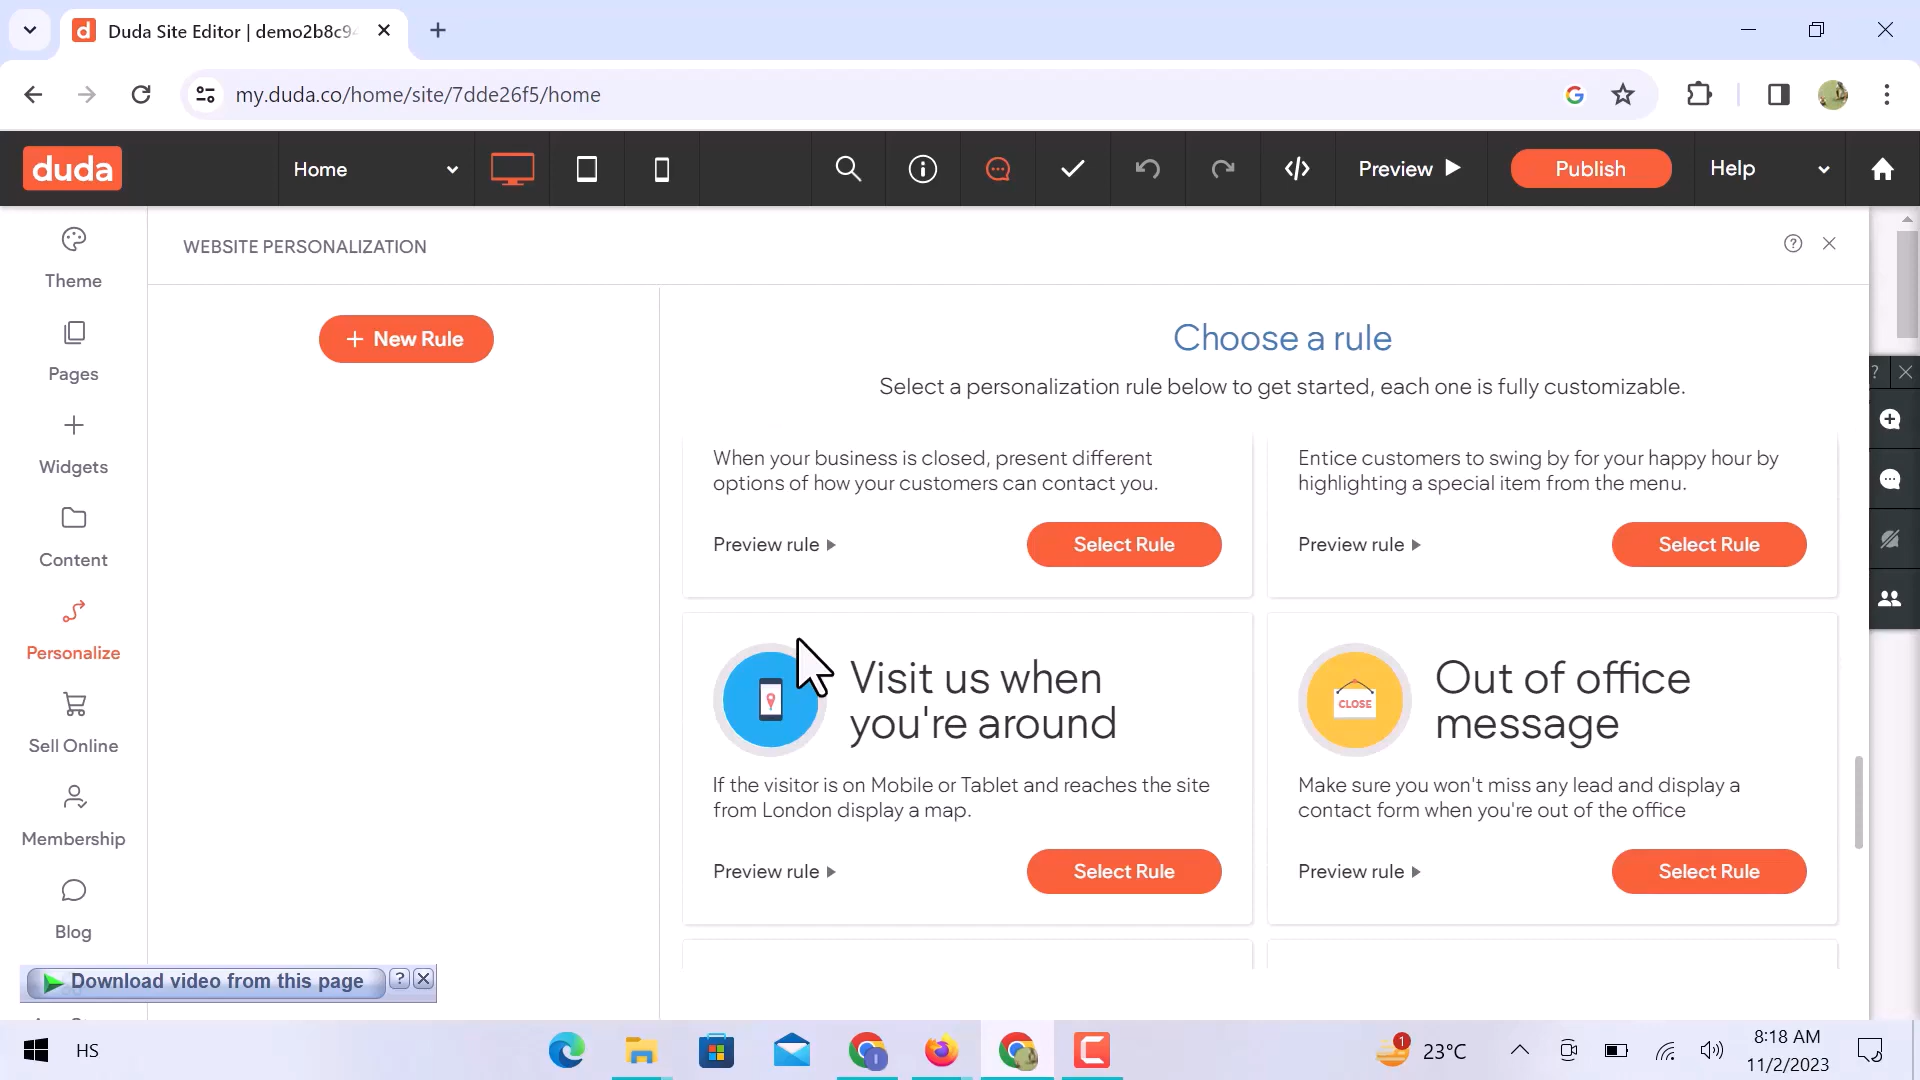 Duda Site Editor | demo2b8c9
my.duda.co/home/site/7dde26f5/home
duda
Home
Preview
Publish
Help
Theme
Pages
Widgets
Content
Personalize
Sell Online
Membership
Blog
WEBSITE PERSONALIZATION
+ New Rule
Choose a rule
Select a personalization rule below to get started, each one is fully customizable.
When your business is closed, present different
options of how your customers can contact you.
Preview rule
Select Rule
Entice customers to swing by for your happy hour by
highlighting a special item from the menu.
Preview rule
Select Rule
Visit us when
you're around
If the visitor is on Mobile or Tablet and reaches the site
from London display a map.
Preview rule
Select Rule
CLOSE
Out of office
message
Make sure you won't miss any lead and display a
contact form when you're out of the office
Preview rule
Select Rule
Download video from this page
?
HS
1
23°C
8:18 AM
11/2/2023